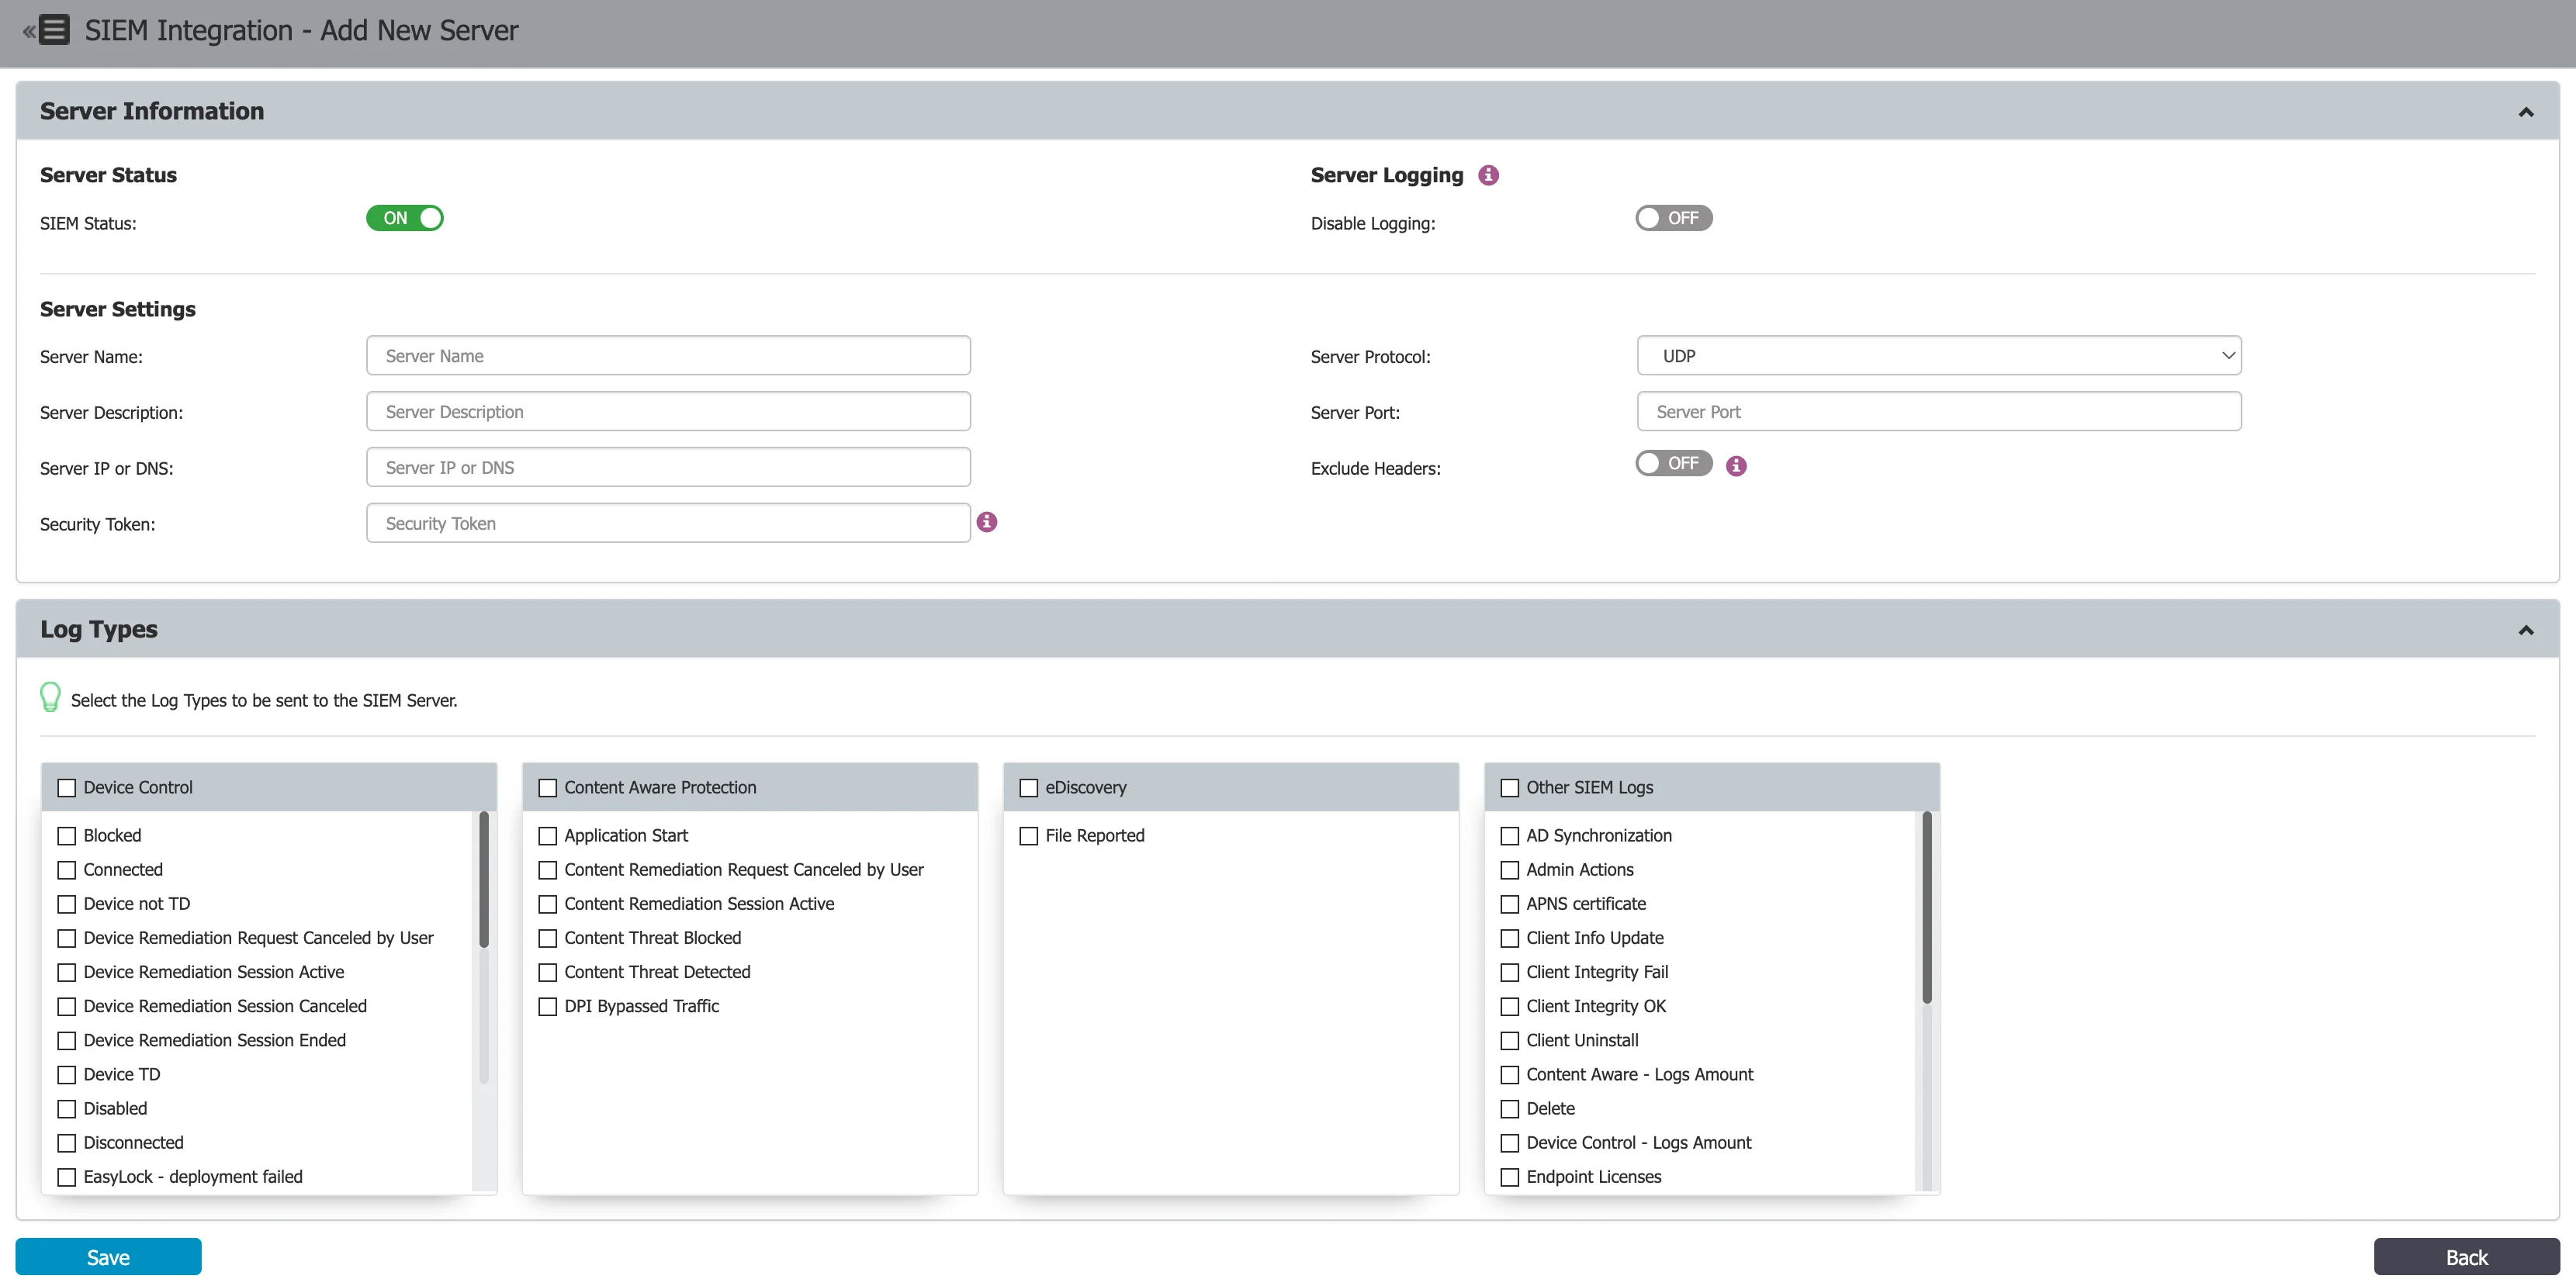 SIEM Integration - Add New Server
Server Information
Server Status
SIEM Status:
ON
Server Logging
Disable Logging:
OFF
Server Settings
Server Name:
Server Name
Server Protocol:
UDP
Server Description:
Server Description
Server Port:
Server Port
Server IP or DNS:
Server IP or DNS
Exclude Headers:
OFF
Security Token:
Security Token
Log Types
Select the Log Types to be sent to the SIEM Server.
Device Control
Blocked
Connected
Device not TD
Device Remediation Request Canceled by User
Device Remediation Session Active
Device Remediation Session Canceled
Device Remediation Session Ended
Device TD
Disabled
Disconnected
EasyLock - deployment failed
Content Aware Protection
Application Start
Content Remediation Request Canceled by User
Content Remediation Session Active
Content Threat Blocked
Content Threat Detected
DPI Bypassed Traffic
eDiscovery
File Reported
Other SIEM Logs
AD Synchronization
Admin Actions
APNS certificate
Client Info Update
Client Integrity Fail
Client Integrity OK
Client Uninstall
Content Aware - Logs Amount
Delete
Device Control - Logs Amount
Endpoint Licenses
Save
Back